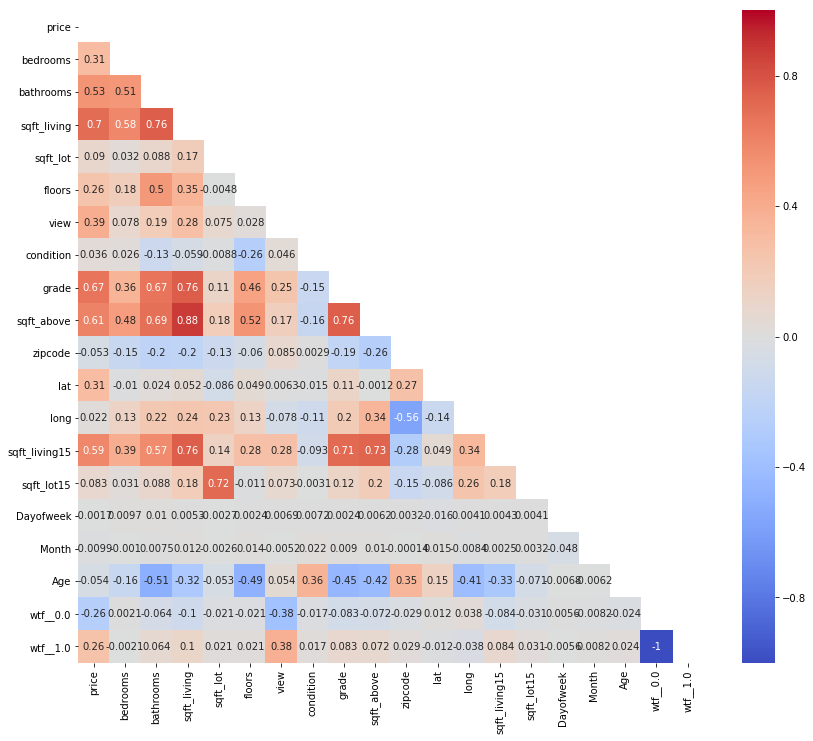 price
bedrooms 0.31
bathrooms 0.53 0.51
sqft_living 0.7 0.58 0.76
sqft_lot 0.09 0.032 0.088 0.17
floors 0.26 0.18 0.5 0.35 -0.0048
view 0.39 0.078 0.19 0.28 0.075 0.028
condition 0.036 0.026 -0.13 -0.059 -0.0088 -0.26 0.046
grade 0.67 0.36 0.67 0.76 0.11 0.46 0.25 -0.15
sqft_above 0.61 0.48 0.69 0.88 0.18 0.52 0.17 -0.16 0.76
zipcode -0.053 -0.15 -0.2 -0.2 -0.13 -0.06 0.085 0.0029 -0.19 -0.26
lat 0.31 -0.01 0.024 0.052 -0.086 0.049 0.0063 -0.015 0.11 -0.0012 0.27
long 0.022 0.13 0.22 0.24 0.23 0.13 -0.078 -0.11 0.2 0.34 -0.56 -0.14
sqft_living15 0.59 0.39 0.57 0.76 0.14 0.28 0.28 -0.093 0.71 0.73 -0.28 0.049 0.34
sqft_lot15 0.083 0.031 0.088 0.18 0.72 -0.011 0.073 -0.0031 0.12 0.2 -0.15 -0.086 0.26 0.18
Dayofweek -0.0017 0.0097 0.01 0.0053 -0.0027 0.0024 0.0069 0.0072 0.0024 0.0062 0.0032 -0.016 0.0041 0.0043 0.0041
Month -0.0099 -0.001 0.0075 0.012 -0.0026 0.014 -0.0052 0.022 0.009 0.01 -0.00014 0.015 -0.0084 0.0025 0.0032 -0.048
Age -0.054 -0.16 -0.51 -0.32 -0.053 -0.49 0.054 0.36 -0.45 -0.42 0.35 0.15 -0.41 -0.33 -0.071 -0.0068 -0.0062
wtf__0.0 -0.26 0.0021 -0.064 -0.1 -0.021 -0.021 -0.38 -0.017 -0.083 -0.072 -0.029 0.012 0.038 -0.084 -0.031 0.0056 -0.0082 -0.024
wtf__1.0 0.26 -0.0021 0.064 0.1 0.021 0.021 0.38 0.017 0.083 0.072 0.029 -0.012 -0.038 0.084 0.031 -0.0056 0.0082 0.024 -1
price bedrooms bathrooms sqft_living sqft_lot floors view condition grade sqft_above zipcode lat long sqft_living15 sqft_lot15 Dayofweek Month Age wtf__0.0 wtf__1.0
0.8
0.4
0.0
-0.4
-0.8